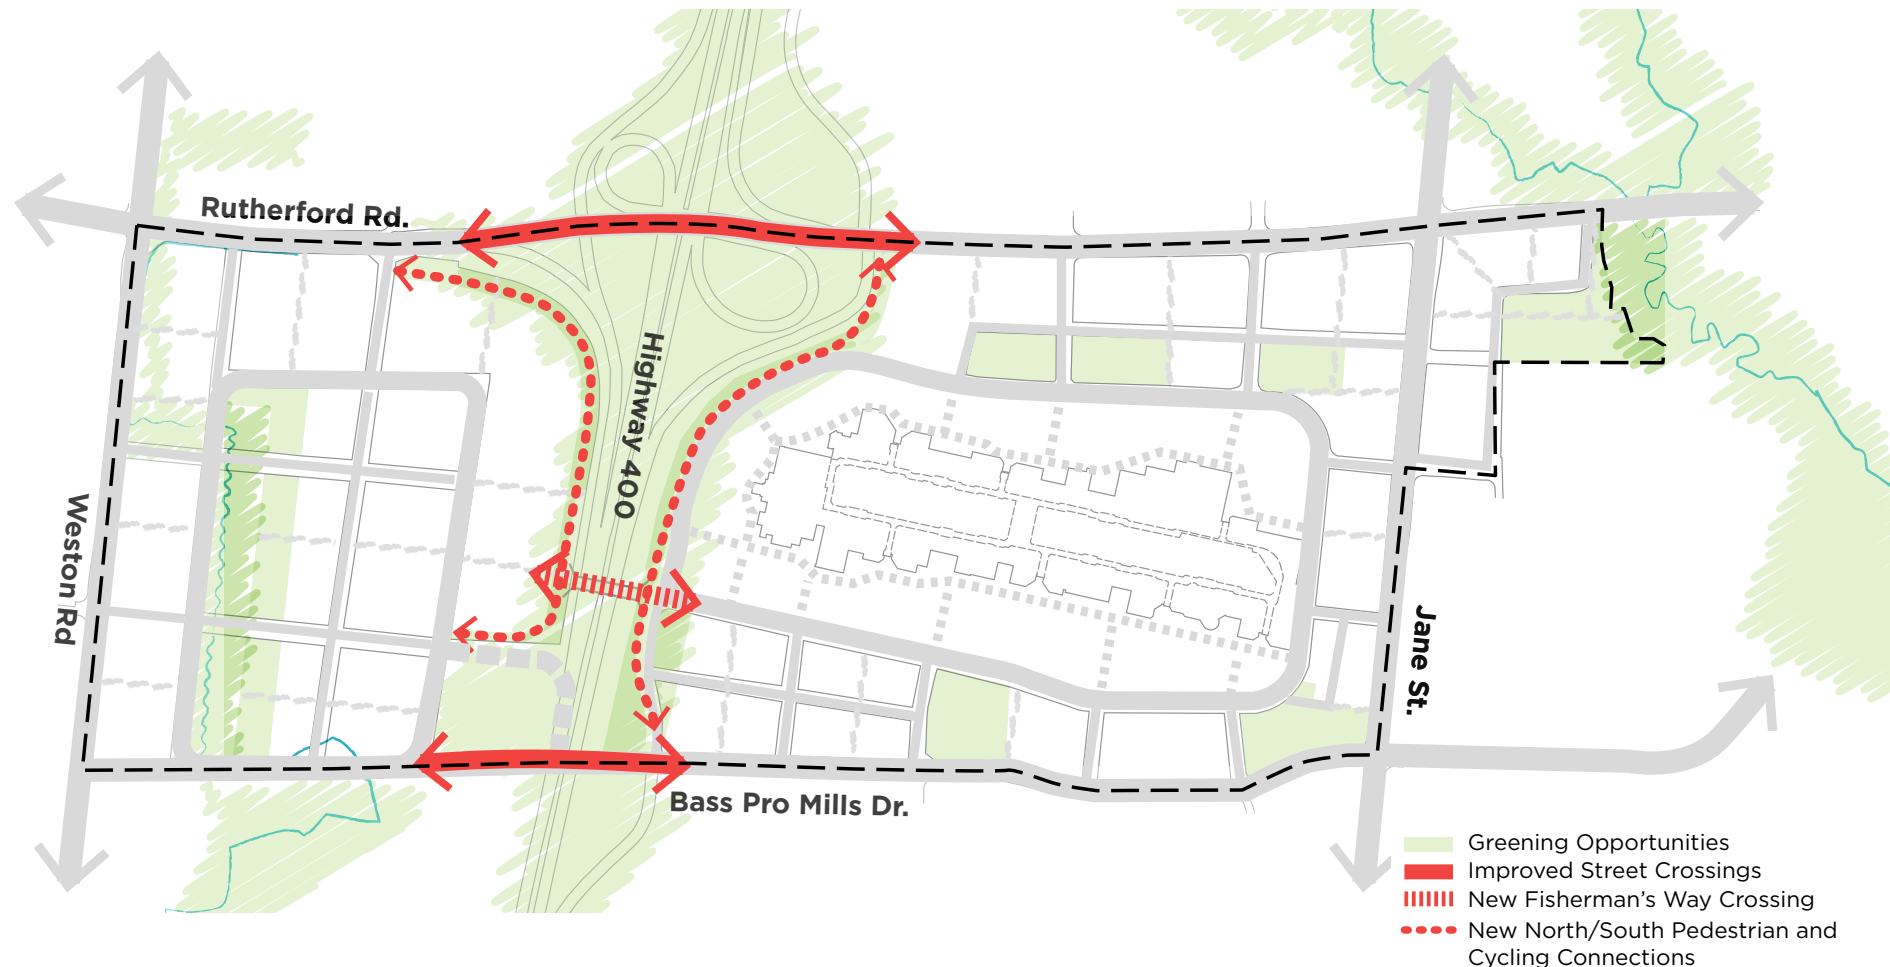 Rutherford Rd.
Highway 400
Weston Rd
Jane St.
Bass Pro Mills Dr.
Greening Opportunities
Improved Street Crossings
New Fisherman's Way Crossing
New North/South Pedestrian and
Cycling Connections